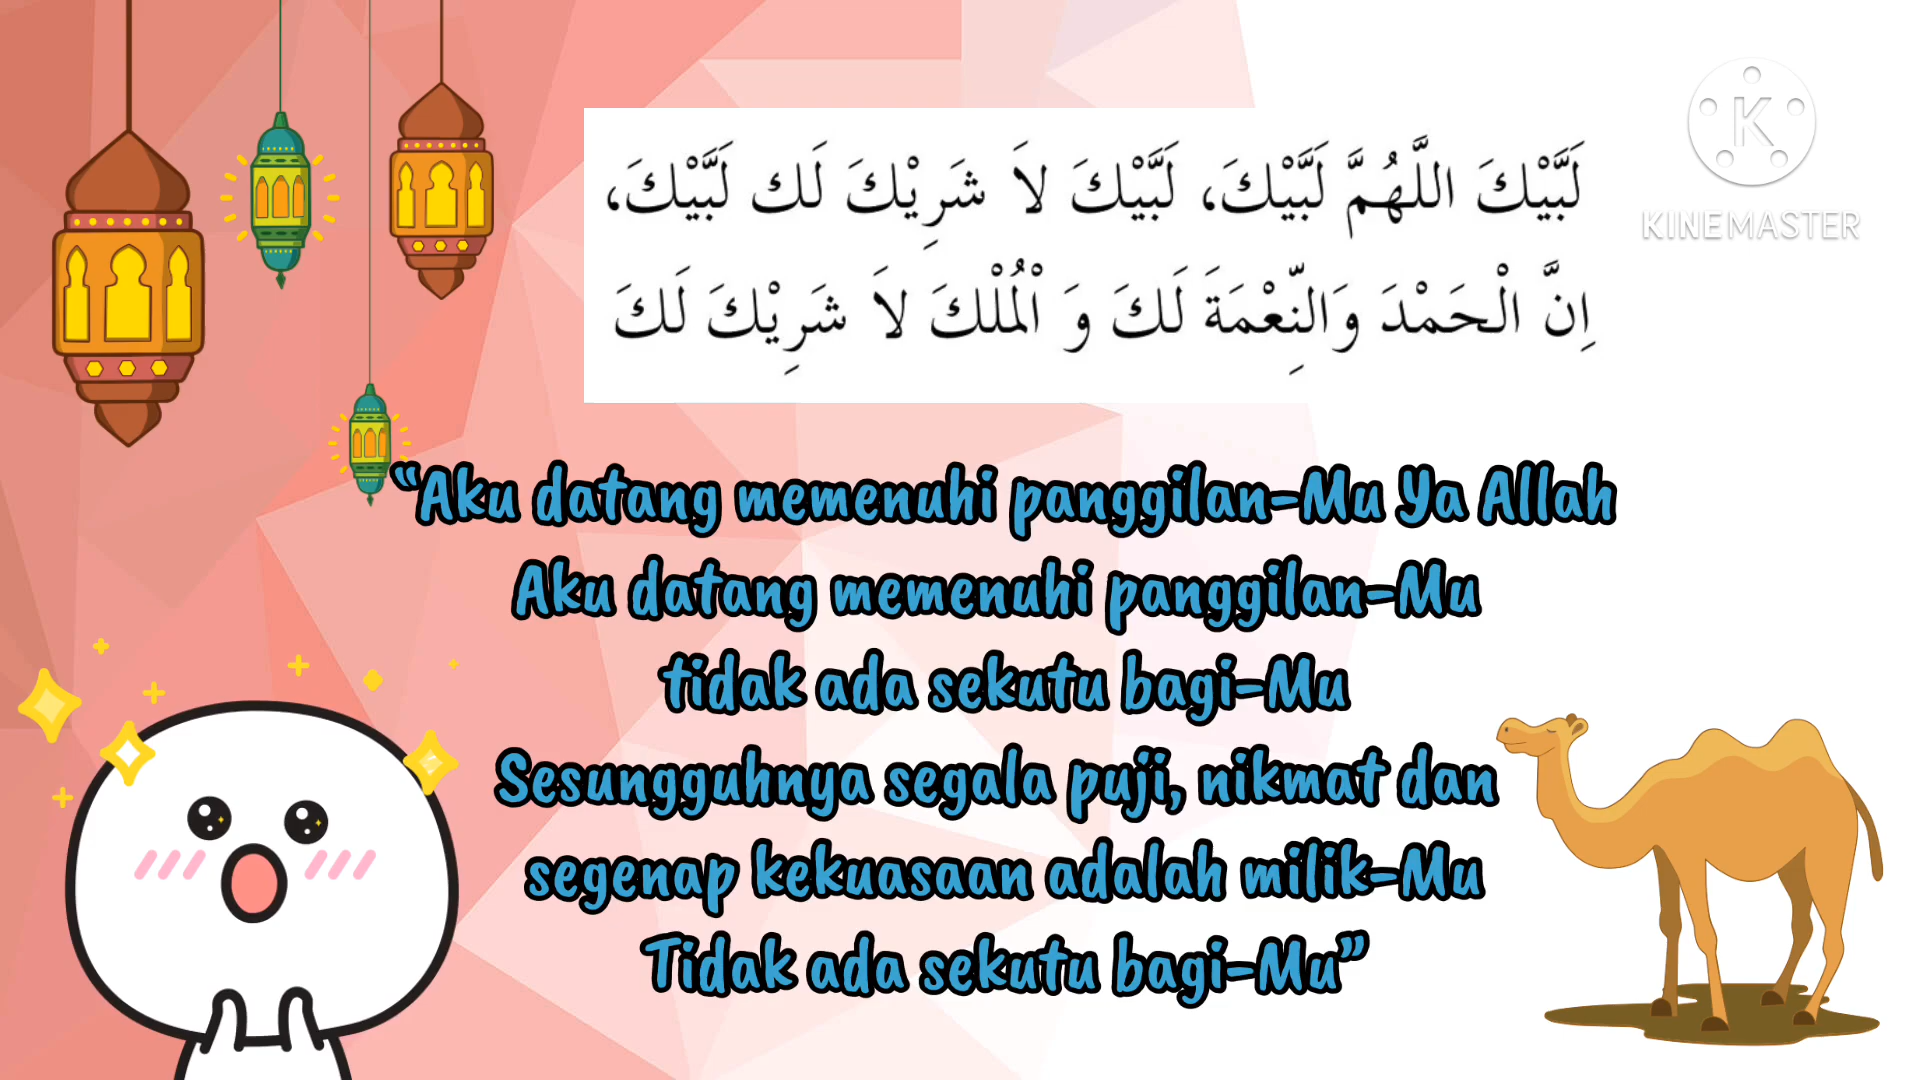 لَبَّيْكَ اللَّهُمَّ لَبَّيْكَ، لَبَّيْكَ لاَ شَرِيْكَ لَكَ لَبَّيْكَ،
اِنَّ الْحَمْدَ وَالنِّعْمَةَ لَكَ وَ الْمُلْكَ لاَ شَرِيْكَ لَكَ
K
KINEMASTER
“Aku datang memenuhi panggilan-Mu Ya Allah
Aku datang memenuhi panggilan-Mu
tidak ada sekutu bagi-Mu
Sesungguhnya segala puji, nikmat dan
segenap kekuasaan adalah milik-Mu
Tidak ada sekutu bagi-Mu”